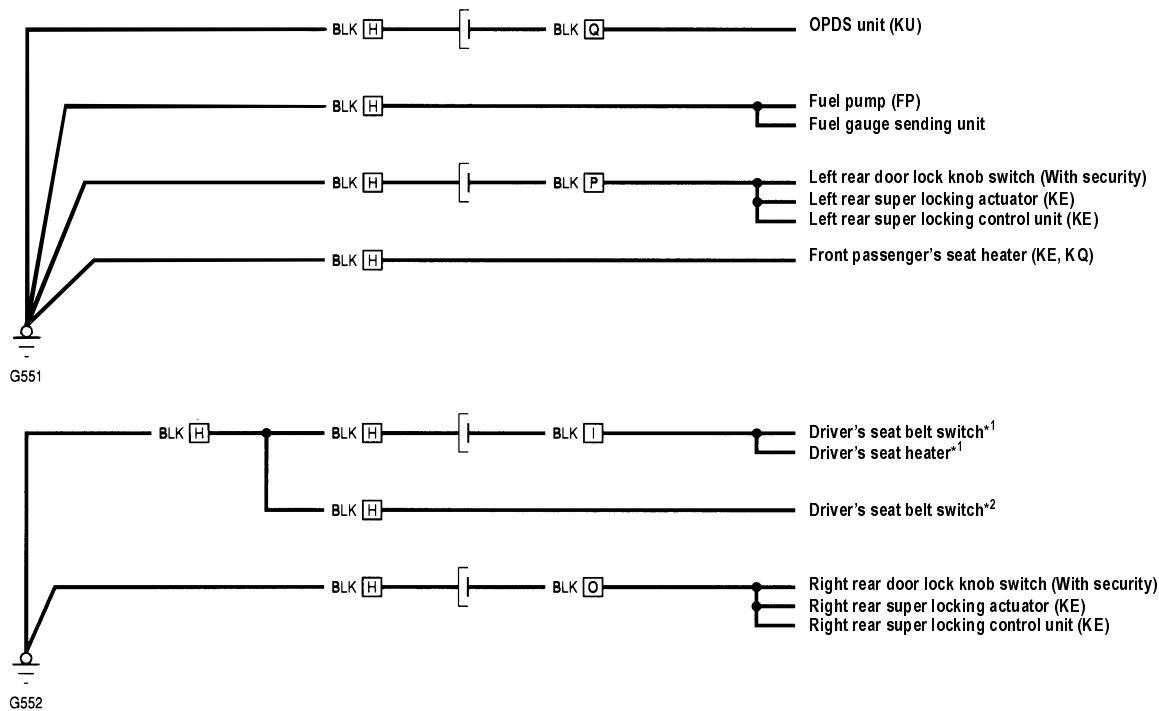 BLK H BLK Q OPDS unit (KU)
BLK H Fuel pump (FP)
Fuel gauge sending unit
BLK H BLK P Left rear door lock knob switch (With security)
Left rear super locking actuator (KE)
Left rear super locking control unit (KE)
BLK H Front passenger's seat heater (KE, KQ)
G551
BLK H BLK H BLK I Driver's seat belt switch*1
Driver's seat heater*1
BLK H Driver's seat belt switch*2
BLK H BLK O Right rear door lock knob switch (With security)
Right rear super locking actuator (KE)
Right rear super locking control unit (KE)
G552